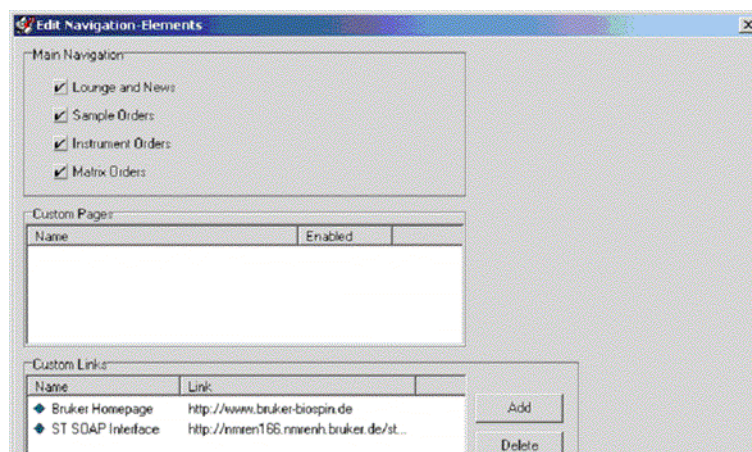 Edit Navigation-Elements
Main Navigation
Lounge and News
Sample Orders
Instrument Orders
Matrix Orders
Custom Pages
Name Enabled
Custom Links
Name Link
Bruker Homepage http://www.bruker-biospin.de
Add
ST SOAP Interface http://nmren166.nmrenh.bruker.de/st...
Delete